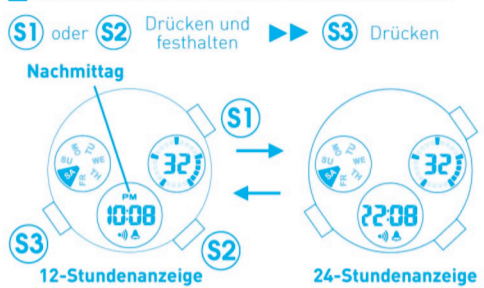 S1 oder S2 Drücken und festhalten ▶▶ S3 Drücken
Nachmittag
S1
SU MO TU WE TH FR SA
32
PM
10:08
S3
S2
12-Stundenanzeige
SU MO TU WE TH FR SA
32
22:08
24-Stundenanzeige